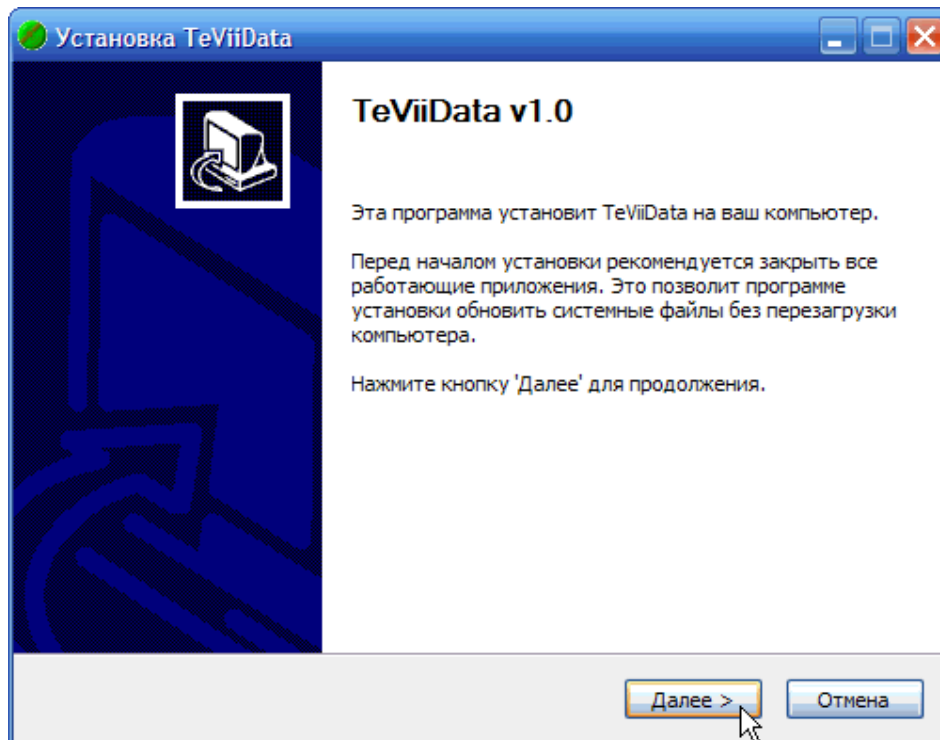 Установка TeViiData
TeViiData v1.0
Эта программа установит TeViiData на ваш компьютер.
Перед началом установки рекомендуется закрыть все
работающие приложения. Это позволит программе
установки обновить системные файлы без перезагрузки
компьютера.
Нажмите кнопку 'Далее' для продолжения.
Далее >
Отмена